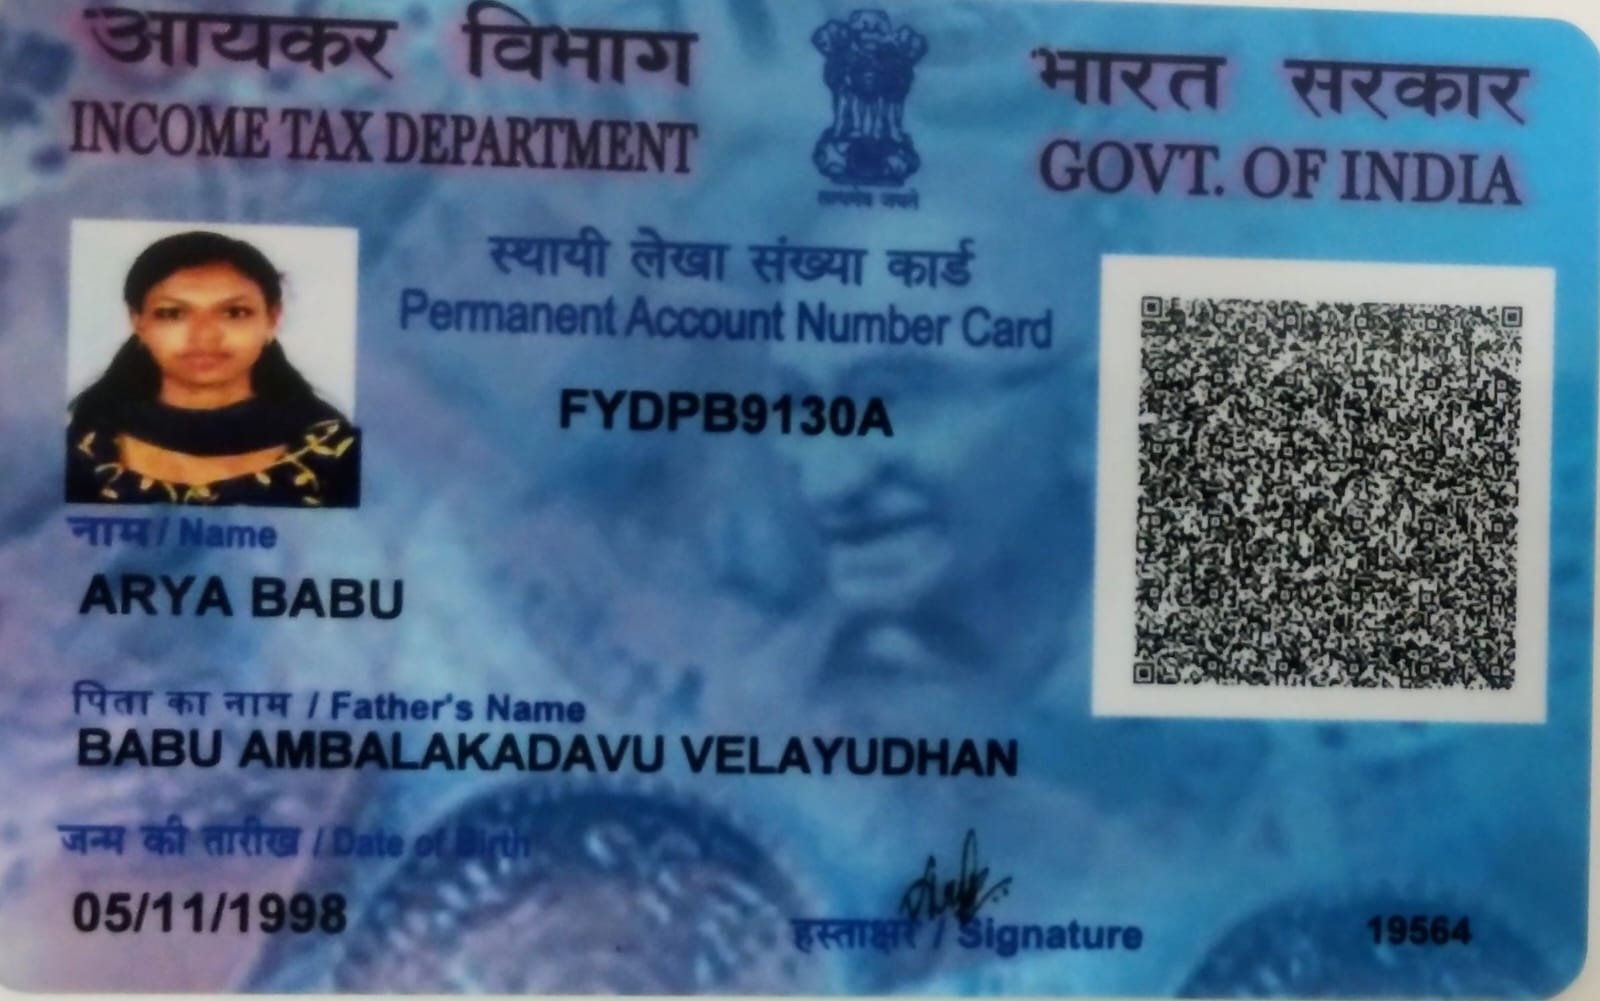 आयकर विभाग
INCOME TAX DEPARTMENT
भारत सरकार
GOVT. OF INDIA
सत्यमेव जयते
स्थायी लेखा संख्या कार्ड
Permanent Account Number Card
FYDPB9130A
नाम / Name
ARYA BABU
पिता का नाम / Father's Name
BABU AMBALAKADAVU VELAYUDHAN
जन्म की तारीख / Date of Birth
05/11/1998
हस्ताक्षर / Signature
19564